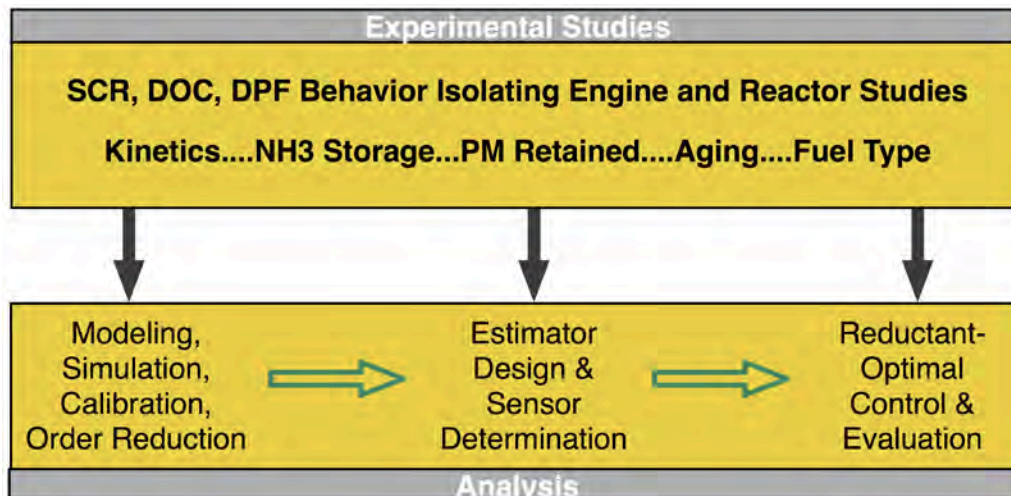 Experimental Studies
SCR, DOC, DPF Behavior Isolating Engine and Reactor Studies
Kinetics....NH3 Storage...PM Retained....Aging....Fuel Type
Modeling,
Simulation,
Calibration,
Order Reduction
Estimator
Design &
Sensor
Determination
Reductant-
Optimal
Control &
Evaluation
Analysis